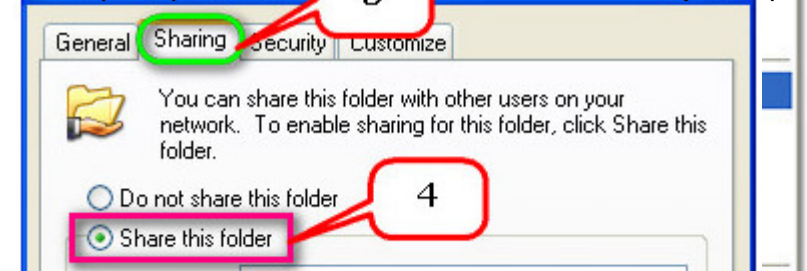 General Sharing Security Customize
You can share this folder with other users on your
network. To enable sharing for this folder, click Share this
folder.
Do not share this folder
4
Share this folder